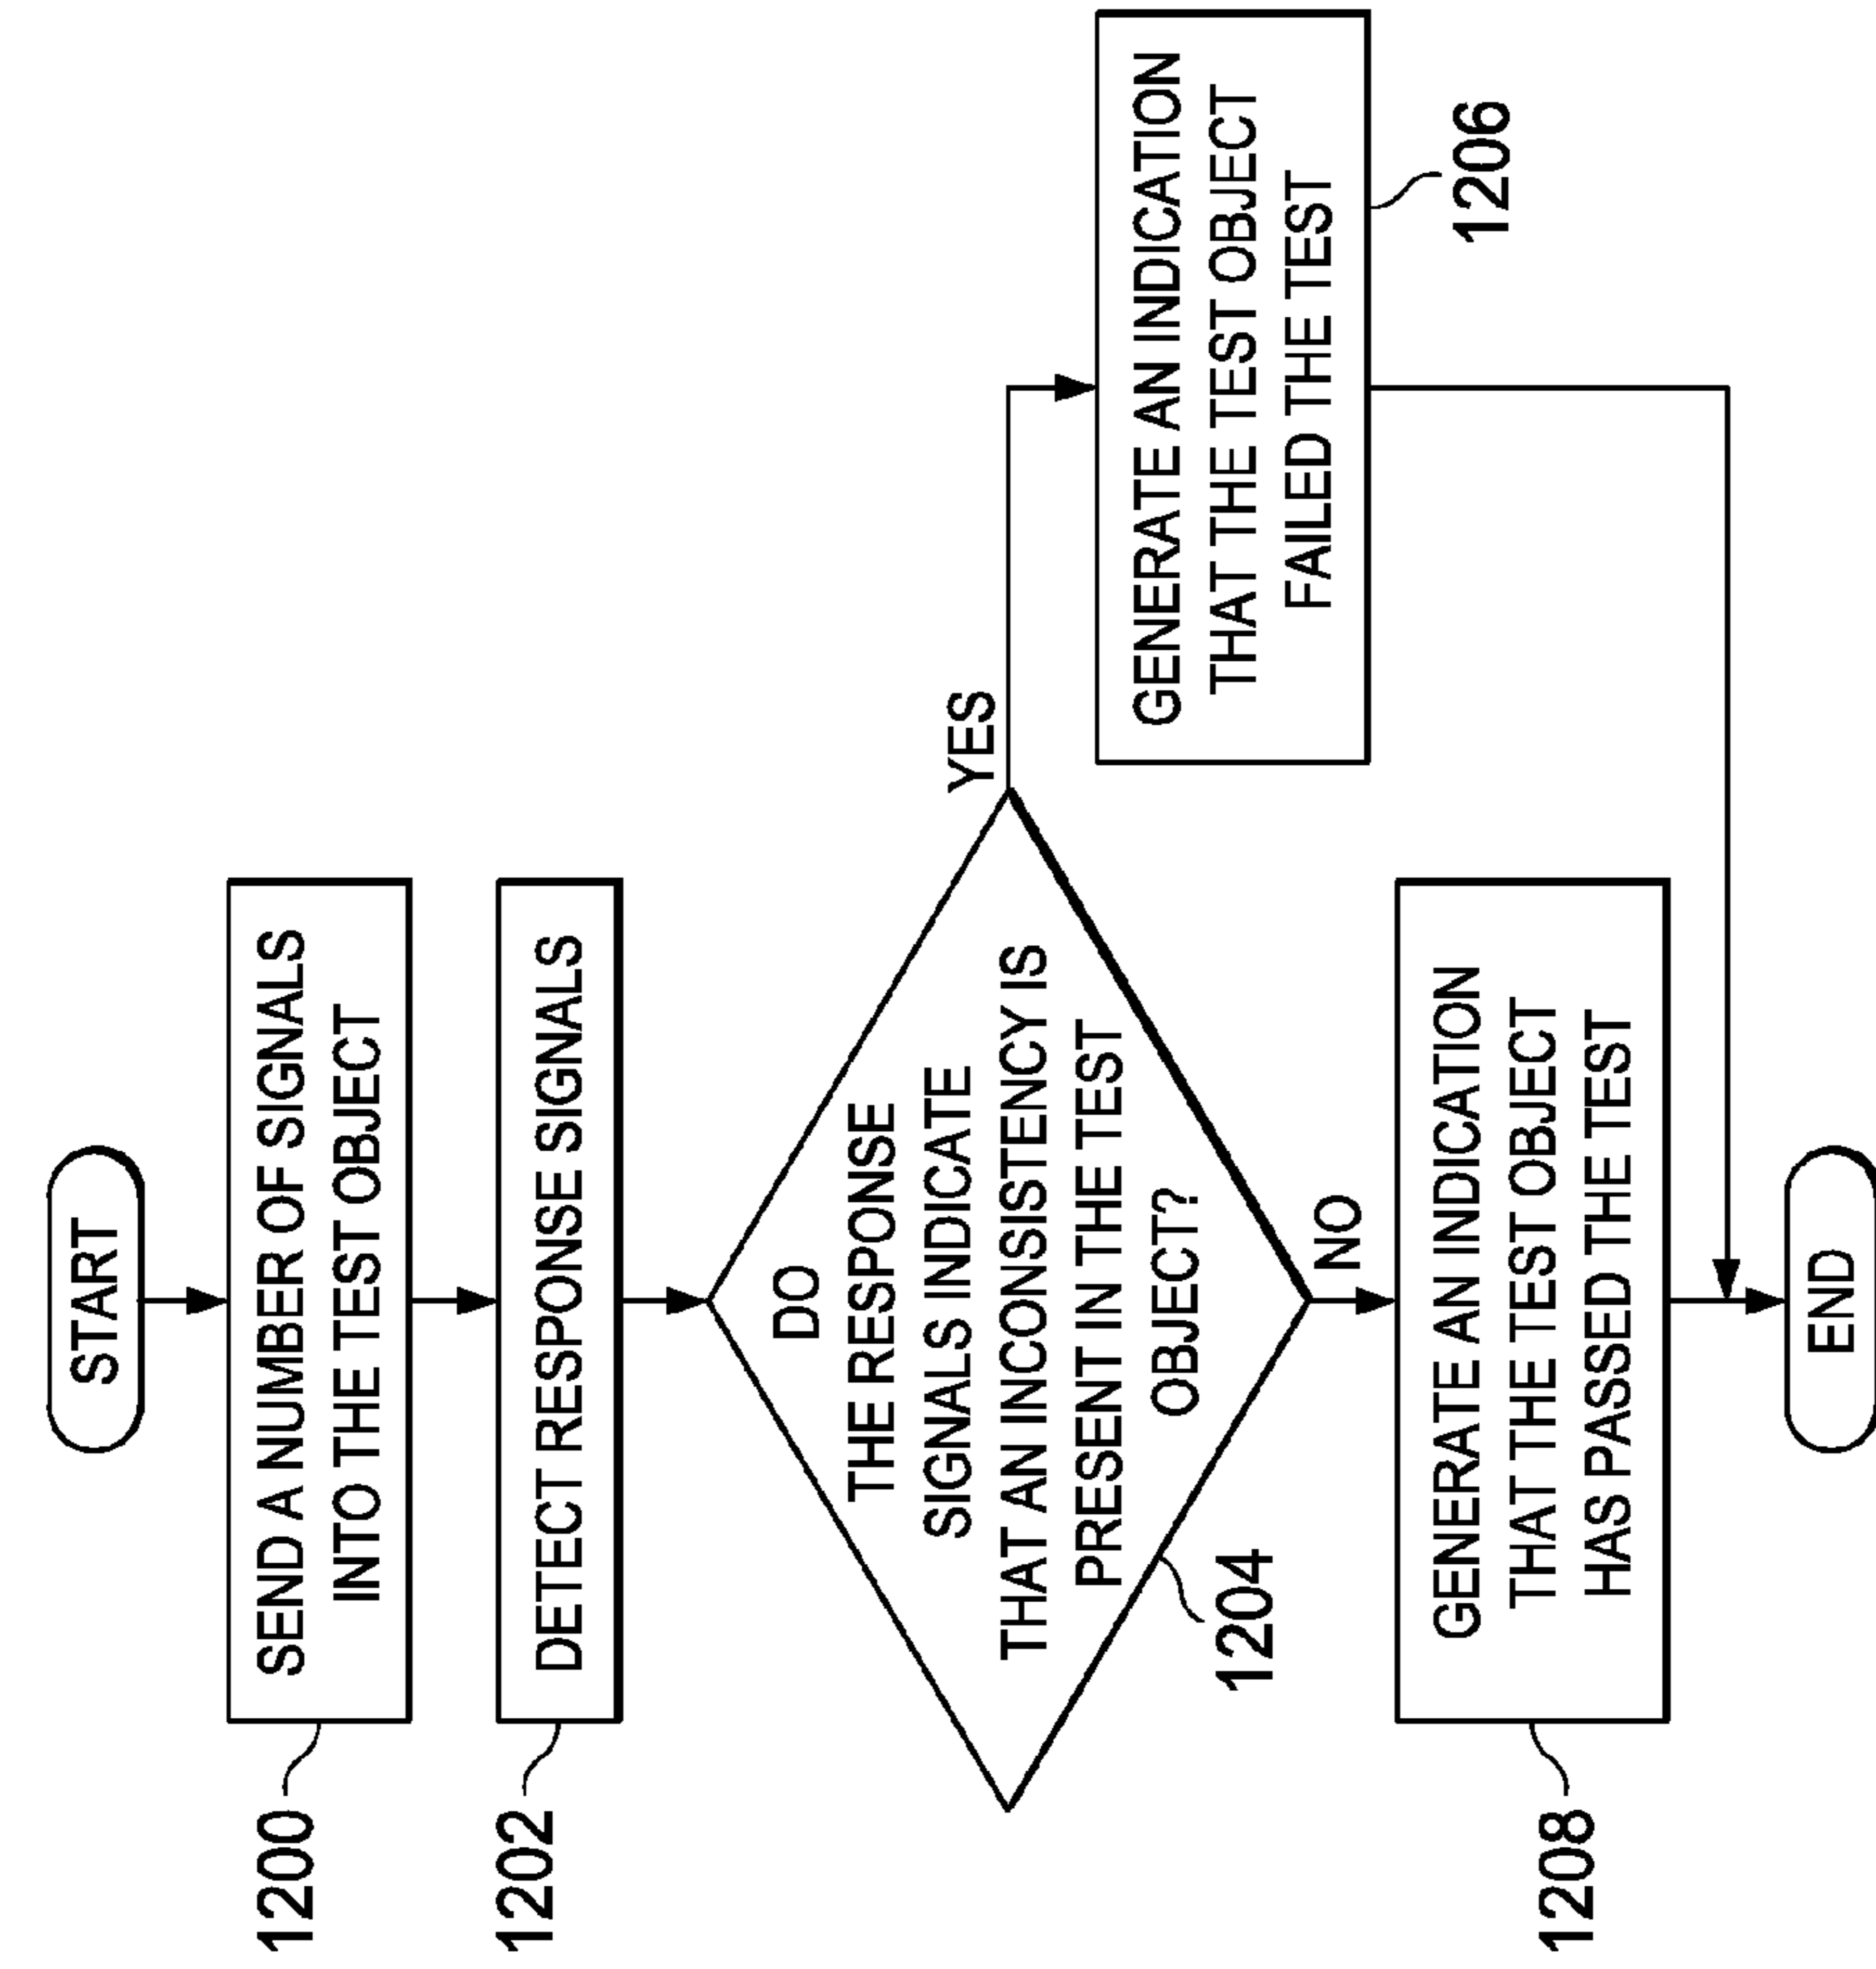 START
1200
SEND A NUMBER OF SIGNALS
INTO THE TEST OBJECT
1202
DETECT RESPONSE SIGNALS
DO
THE RESPONSE
SIGNALS INDICATE
THAT AN INCONSISTENCY IS
PRESENT IN THE TEST
OBJECT?
1204
YES
GENERATE AN INDICATION
THAT THE TEST OBJECT
FAILED THE TEST
1206
NO
1208
GENERATE AN INDICATION
THAT THE TEST OBJECT
HAS PASSED THE TEST
END